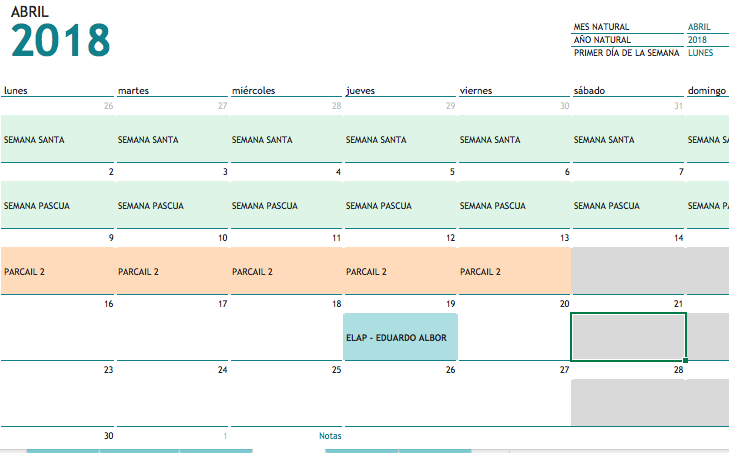 ABRIL
2018
MES NATURAL ABRIL
AÑO NATURAL 2018
PRIMER DÍA DE LA SEMANA LUNES
lunes martes miércoles jueves viernes sábado domingo
26 27 28 29 30 31
SEMANA SANTA SEMANA SANTA SEMANA SANTA SEMANA SANTA SEMANA SANTA SEMANA SANTA SEMANA SA
2 3 4 5 6 7
SEMANA PASCUA SEMANA PASCUA SEMANA PASCUA SEMANA PASCUA SEMANA PASCUA SEMANA PASCUA SEMANA PA
9 10 11 12 13 14
PARCAIL 2 PARCAIL 2 PARCAIL 2 PARCAIL 2 PARCAIL 2
16 17 18 19 20 21
ELAP - EDUARDO ALBOR
23 24 25 26 27 28
30 1 Notas